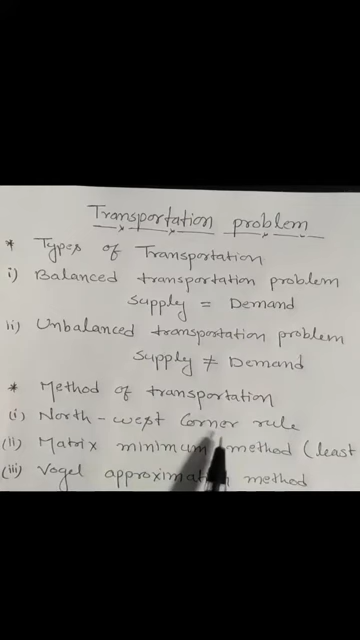 Transportation problem
* Types of Transportation
i) Balanced transportation problem
Supply = Demand
ii) Unbalanced transportation problem
Supply ≠ Demand
* Method of transportation
(i) North-west Corner rule
(ii) Matrix minimum method (least
(iii) Vogel approximation method